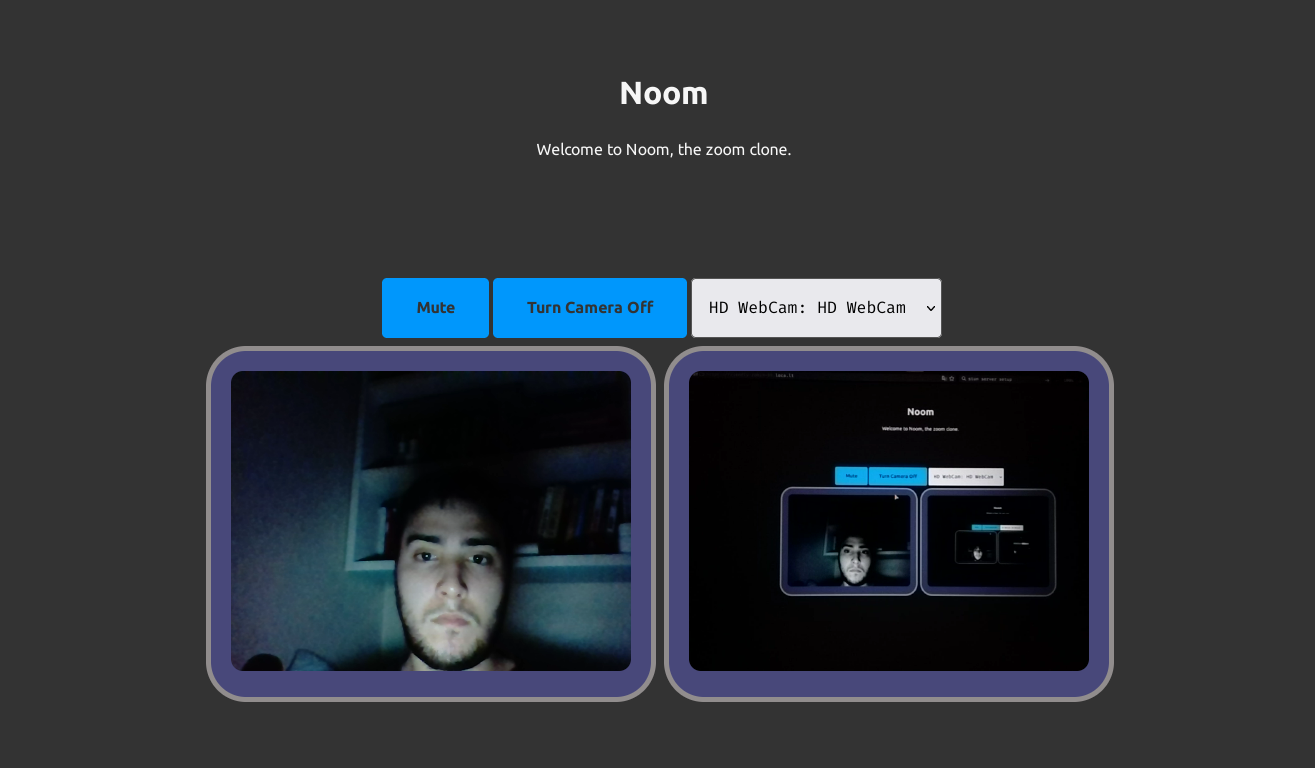 Noom
Welcome to Noom, the zoom clone.
Mute
Turn Camera Off
HD WebCam: HD WebCam
Noom
Welcome to Noom, the zoom clone.
Mute
Turn Camera Off
HD WebCam: HD WebCam